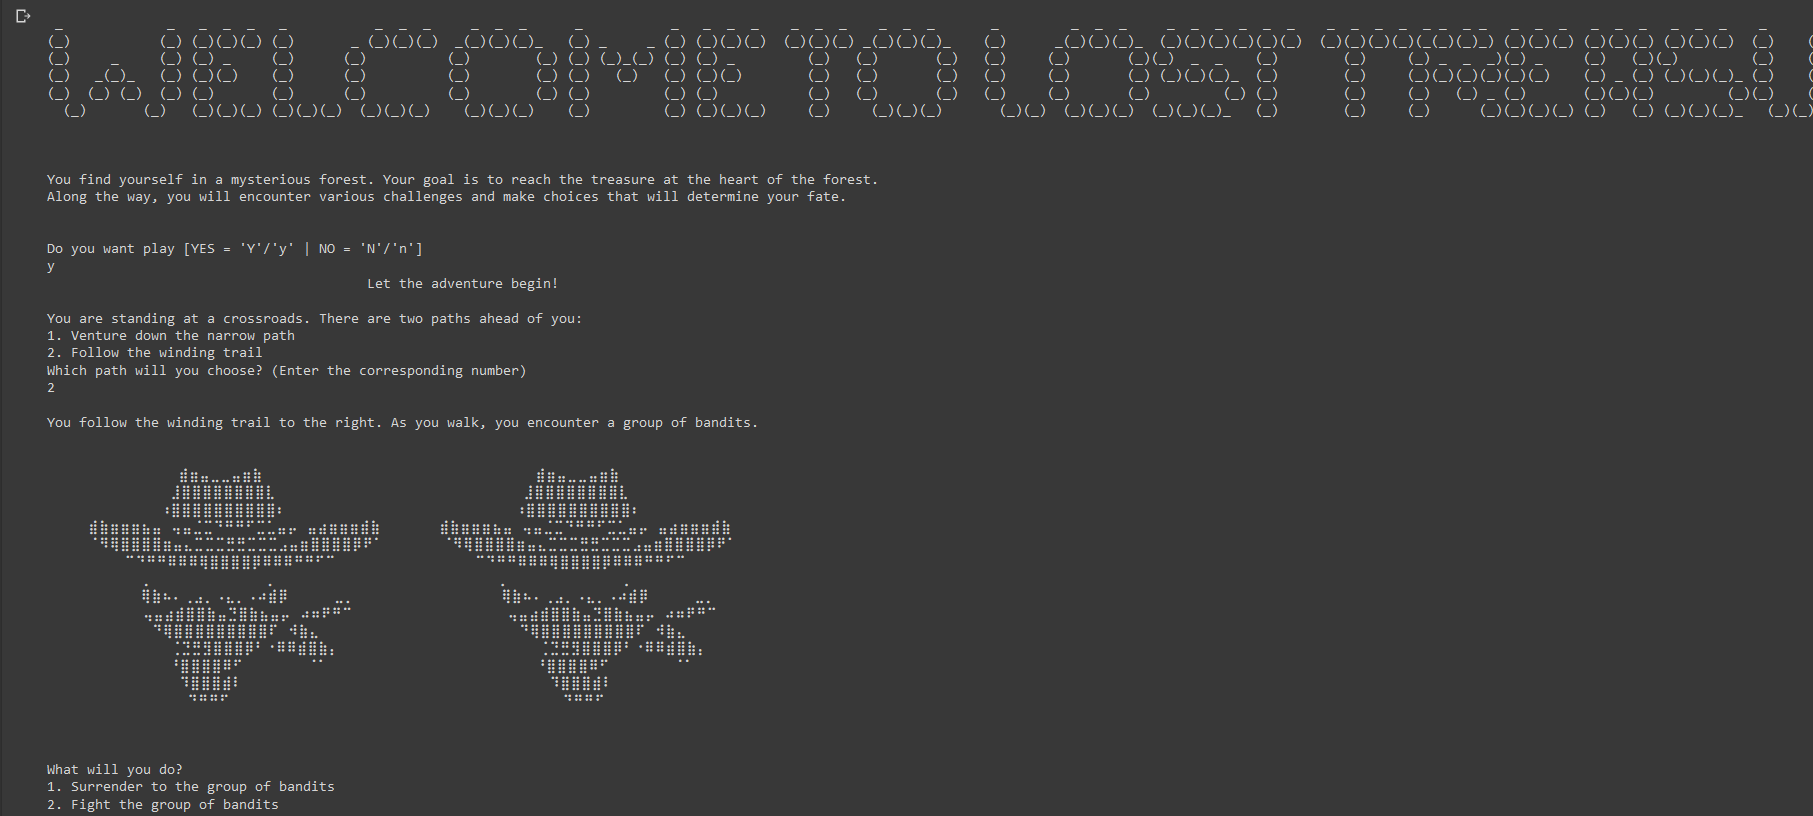 WELCOME TO LOST TREASU
You find yourself in a mysterious forest. Your goal is to reach the treasure at the heart of the forest.
Along the way, you will encounter various challenges and make choices that will determine your fate.
Do you want play [YES = 'Y'/'y' | NO = 'N'/'n']
y
Let the adventure begin!
You are standing at a crossroads. There are two paths ahead of you:
1. Venture down the narrow path
2. Follow the winding trail
Which path will you choose? (Enter the corresponding number)
2
You follow the winding trail to the right. As you walk, you encounter a group of bandits.
What will you do?
1. Surrender to the group of bandits
2. Fight the group of bandits